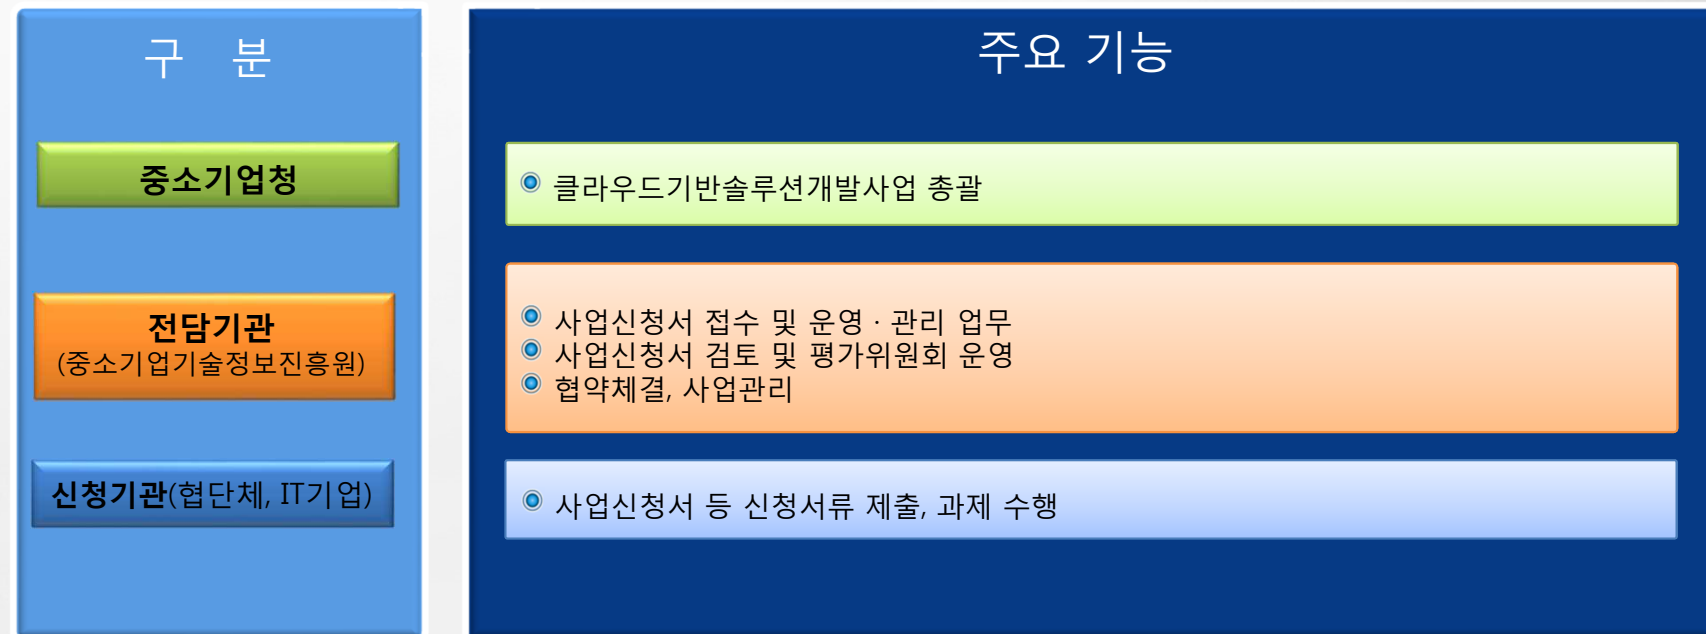 구 분
주요 기능
중소기업청
클라우드기반솔루션개발사업 총괄
전담기관
(중소기업기술정보진흥원)
사업신청서 접수 및 운영 · 관리 업무
사업신청서 검토 및 평가위원회 운영
협약체결, 사업관리
신청기관(협단체, IT기업)
사업신청서 등 신청서류 제출, 과제 수행